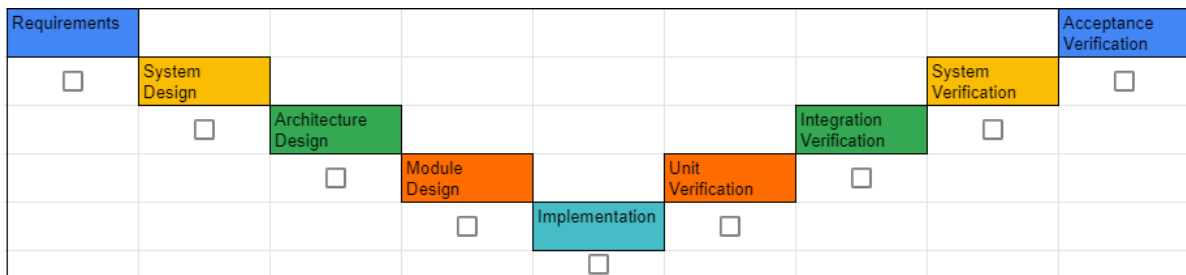 Requirements
Acceptance
Verification
System
Design
System
Verification
Architecture
Design
Integration
Verification
Module
Design
Unit
Verification
Implementation